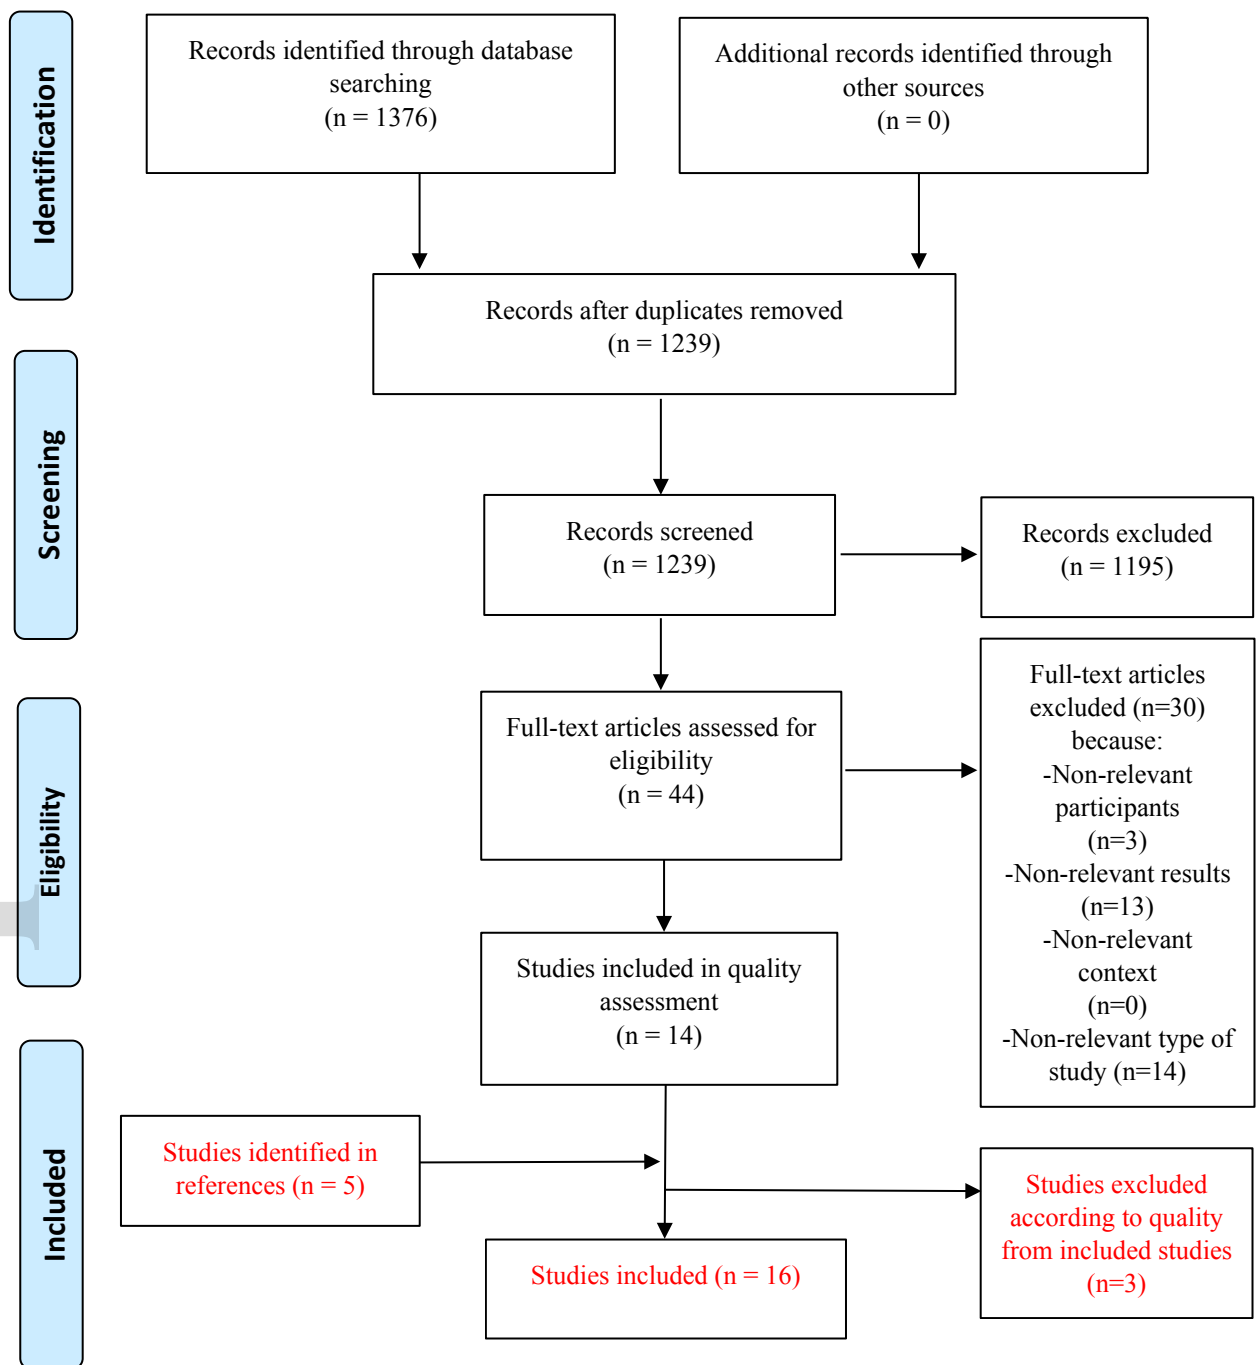 Identification
Records identified through database
searching
(n = 1376)
Additional records identified through
other sources
(n = 0)
Records after duplicates removed
(n = 1239)
Screening
Records screened
(n = 1239)
Records excluded
(n = 1195)
Eligibility
Full-text articles assessed for
eligibility
(n = 44)
Full-text articles
excluded (n=30)
because:
-Non-relevant
participants
(n=3)
-Non-relevant results
(n=13)
-Non-relevant
context
(n=0)
-Non-relevant type of
study (n=14)
Studies included in quality
assessment
(n = 14)
Included
Studies identified in
references (n = 5)
Studies excluded
according to quality
from included studies
(n=3)
Studies included (n = 16)